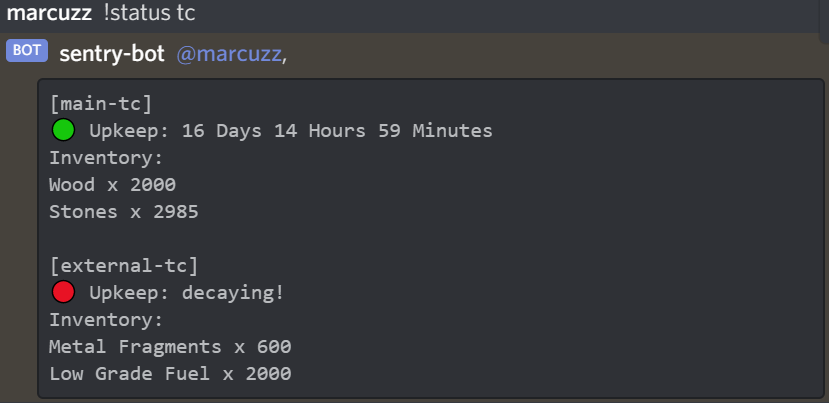 marcuzz !status tc
BOT sentry-bot @marcuzz,
[main-tc]
Upkeep: 16 Days 14 Hours 59 Minutes
Inventory:
Wood x 2000
Stones x 2985
[external-tc]
Upkeep: decaying!
Inventory:
Metal Fragments x 600
Low Grade Fuel x 2000